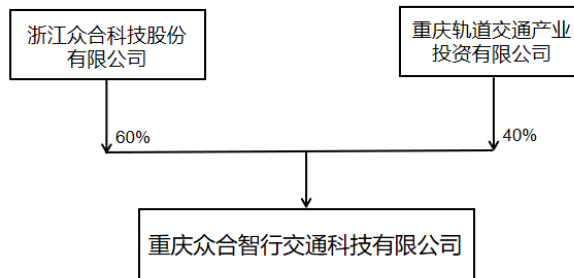 浙江众合科技股份
有限公司
重庆轨道交通产业
投资有限公司
60%
40%
重庆众合智行交通科技有限公司